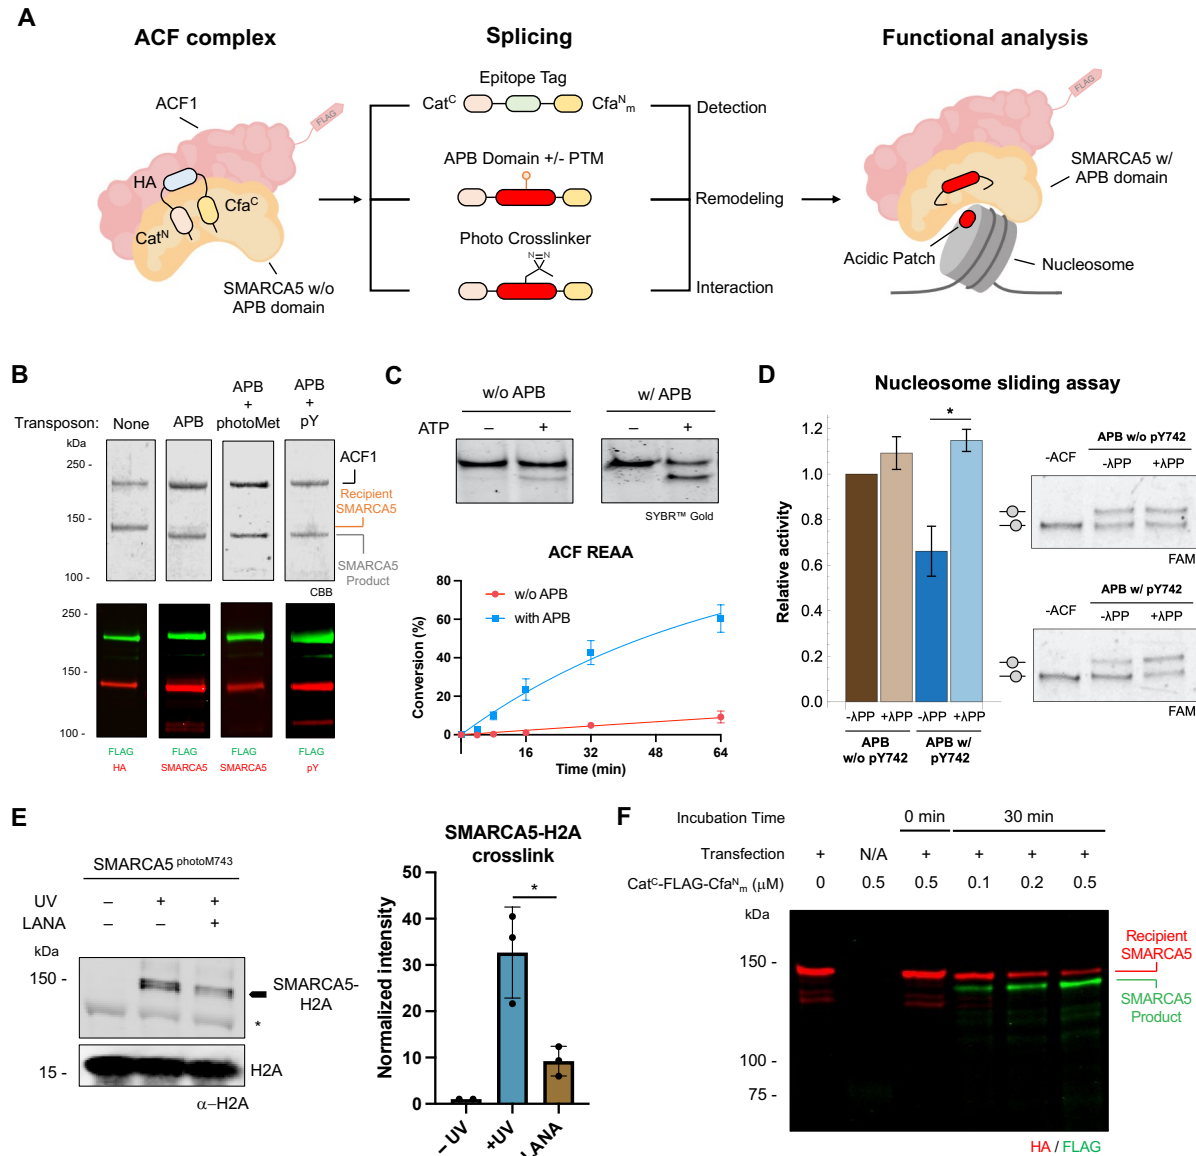 A
ACF complex
Splicing
Functional analysis
ACF1
FLAG
HA
Cfaᶜ
Catᴺ
SMARCA5 w/o
APB domain
Epitope Tag
Catᶜ
Cfaᴺₘ
APB Domain +/- PTM
Photo Crosslinker
N=N
Detection
Remodeling
Interaction
FLAG
SMARCA5 w/
APB domain
Acidic Patch
Nucleosome
B
Transposon:
None
APB
APB
+
photoMet
APB
+
pY
kDa
250 -
150 -
100 -
ACF1
Recipient
SMARCA5
SMARCA5
Product
CBB
250 -
150 -
100 -
FLAG
HA
FLAG
SMARCA5
FLAG
SMARCA5
FLAG
pY
C
w/o APB
w/ APB
ATP
– + – +
SYBR™ Gold
ACF REAA
w/o APB
with APB
Conversion (%)
80
60
40
20
0
16 32 48 64
Time (min)
D
Nucleosome sliding assay
*
Relative activity
1.2
1.0
0.8
0.6
0.4
0.2
0.0
-λPP +λPP -λPP +λPP
APB
w/o pY742
APB w/
pY742
APB w/o pY742
-ACF -λPP +λPP
FAM
APB w/ pY742
-ACF -λPP +λPP
FAM
E
SMARCA5 photoM743
UV – + +
LANA – – +
kDa
150 -
SMARCA5-
H2A
*
15 -
H2A
α–H2A
SMARCA5-H2A
crosslink
*
Normalized intensity
50
40
30
20
10
0
– UV
+UV
LANA
F
Incubation Time 0 min 30 min
Transfection + N/A + + + +
Catᶜ-FLAG-Cfaᴺₘ (μM) 0 0.5 0.5 0.1 0.2 0.5
kDa
150 -
100 -
75 -
Recipient
SMARCA5
SMARCA5
Product
HA / FLAG